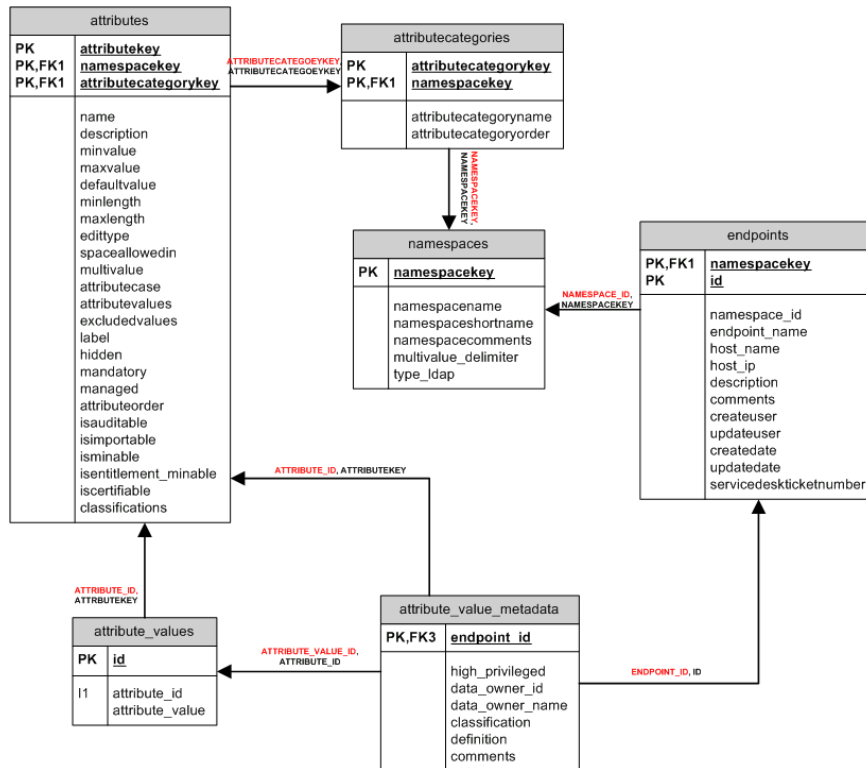 attributes
PK attributekey
PK,FK1 namespacekey
PK,FK1 attributecategorykey
name
description
minvalue
maxvalue
defaultvalue
minlength
maxlength
edittype
spaceallowedin
multivalue
attributecase
attributevalues
excludedvalues
label
hidden
mandatory
managed
attributeorder
isauditable
isimportable
isminable
isentitlement_minable
iscertifiable
classifications
ATTRIBUTECATEGOEYKEY,
ATTRIBUTECATEGOEYKEY
attributecategories
PK attributecategorykey
PK,FK1 namespacekey
attributecategoryname
attributecategoryorder
NAMESPACEKEY,
NAMESPACEKEY
namespaces
PK namespacekey
namespacename
namespaceshortname
namespacecomments
multivalue_delimiter
type_ldap
NAMESPACE_ID,
NAMESPACEKEY
endpoints
PK,FK1 namespacekey
PK id
namespace_id
endpoint_name
host_name
host_ip
description
comments
createuser
updateuser
createdate
updatedate
servicedeskticketnumber
ATTRIBUTE_ID, ATTRIBUTEKEY
ATTRIBUTE_ID,
ATTRBUTEKEY
attribute_values
PK id
I1 attribute_id
attribute_value
ATTRIBUTE_VALUE_ID,
ATTRIBUTE_ID
attribute_value_metadata
PK,FK3 endpoint_id
high_privileged
data_owner_id
data_owner_name
classification
definition
comments
ENDPOINT_ID, ID